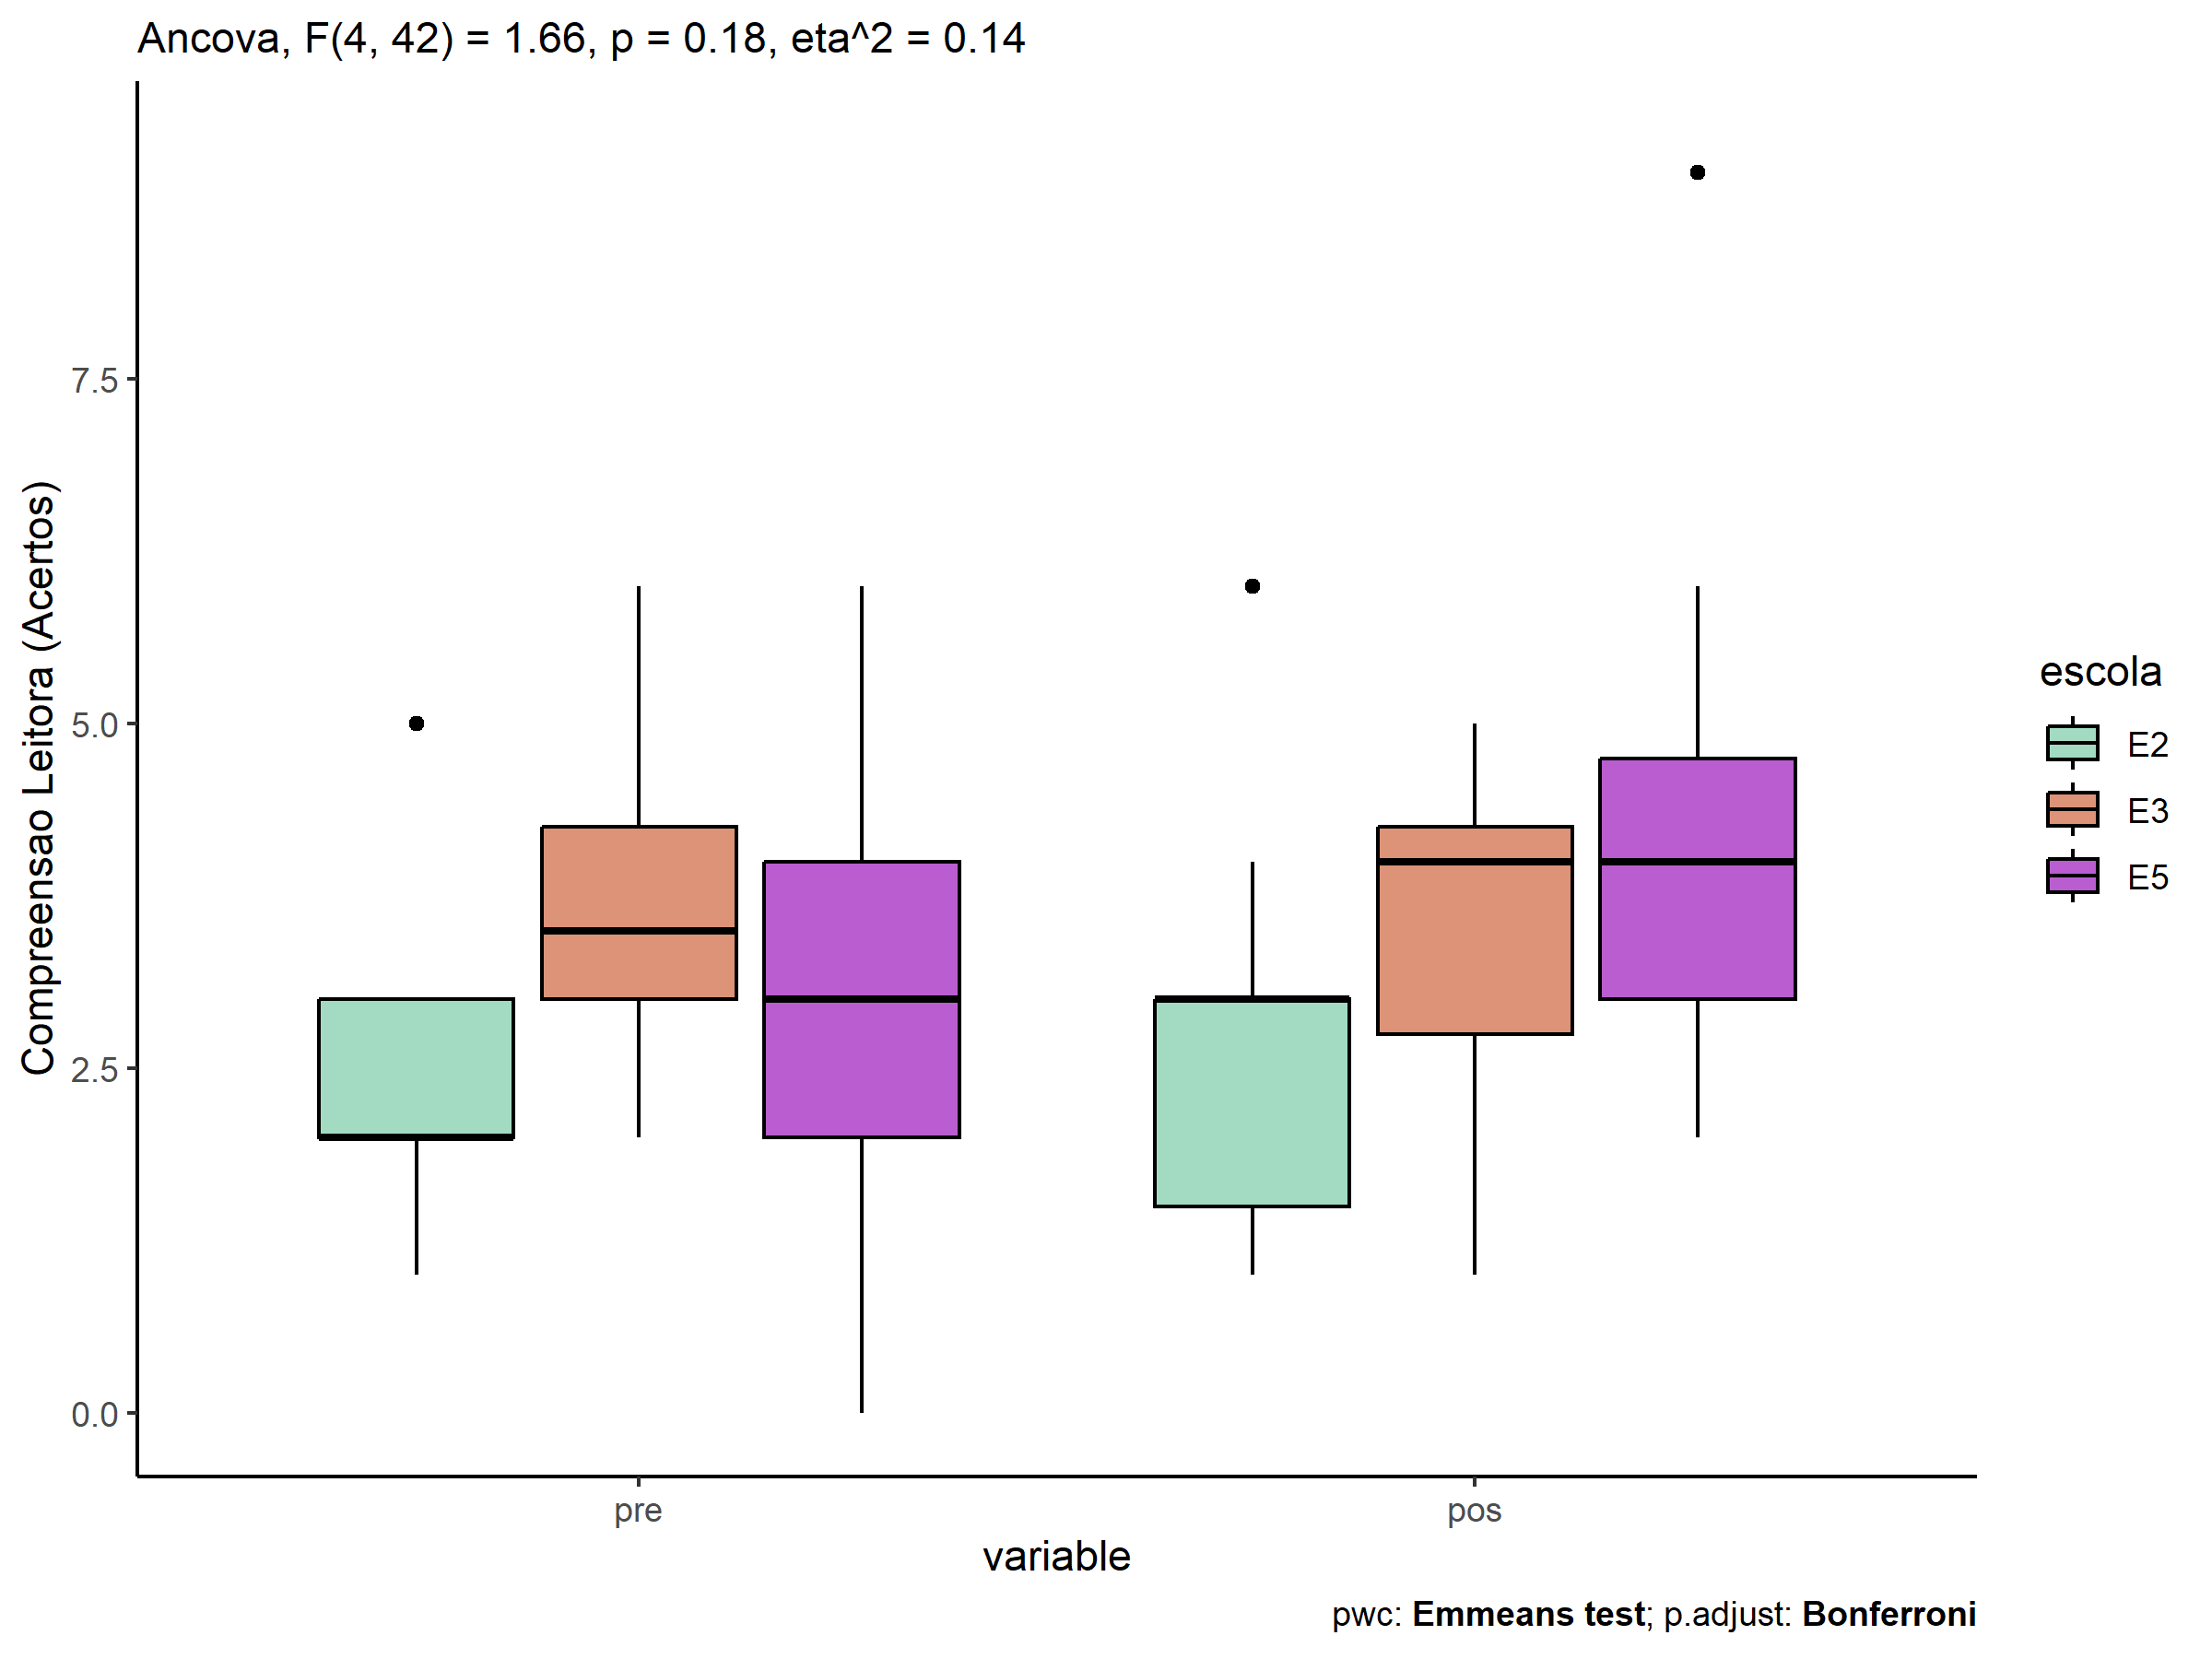 Ancova, F(4, 42) = 1.66, p = 0.18, eta^2 = 0.14
Compreensao Leitora (Acertos)
7.5
5.0
2.5
0.0
pre
pos
variable
escola
E2
E3
E5
pwc: Emmeans test; p.adjust: Bonferroni